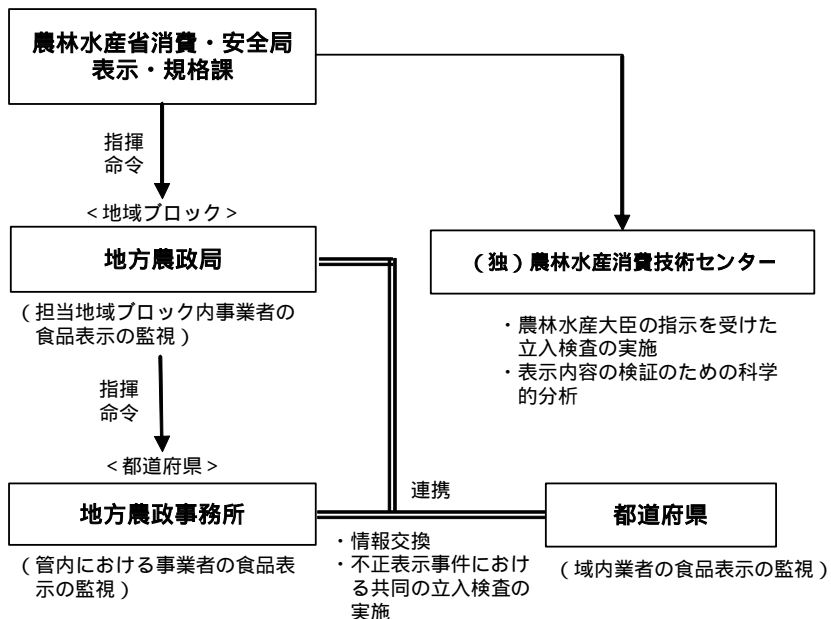 農林水産省消費・安全局
表示・規格課
指揮
命令
<地域ブロック>
地方農政局
(担当地域ブロック内事業者の
食品表示の監視)
(独)農林水産消費技術センター
・農林水産大臣の指示を受けた
立入検査の実施
・表示内容の検証のための科学
的分析
指揮
命令
<都道府県>
地方農政事務所
(管内における事業者の食品表
示の監視)
連携
・情報交換
・不正表示事件におけ
る共同の立入検査の
実施
都道府県
(域内業者の食品表示の監視)